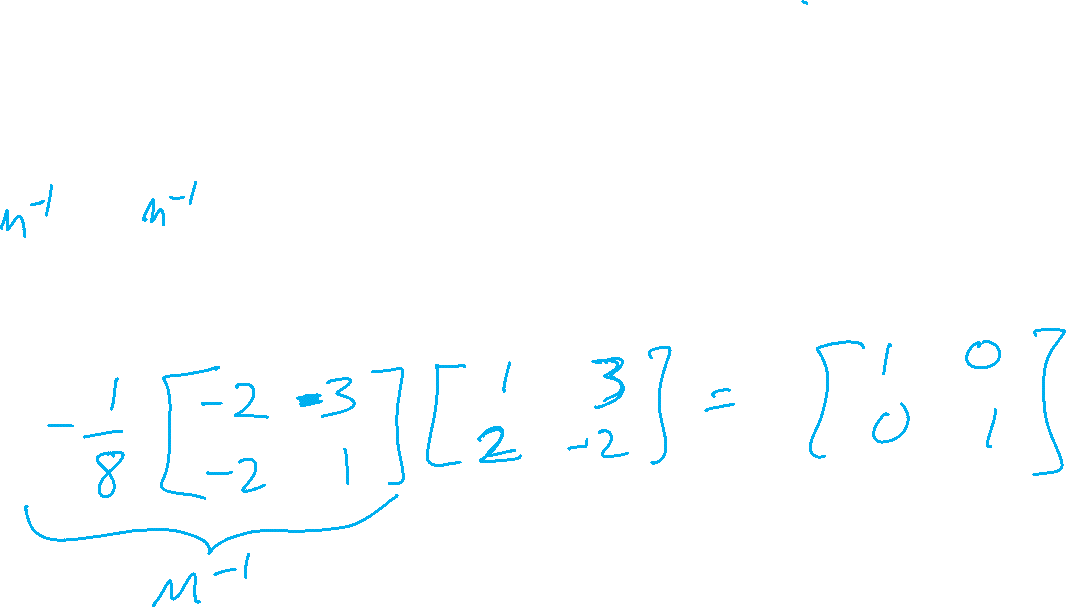 M⁻¹ M⁻¹
-1/8 [-2 -3; -2 1] [1 3; 2 -2] = [1 0; 0 1]
M⁻¹